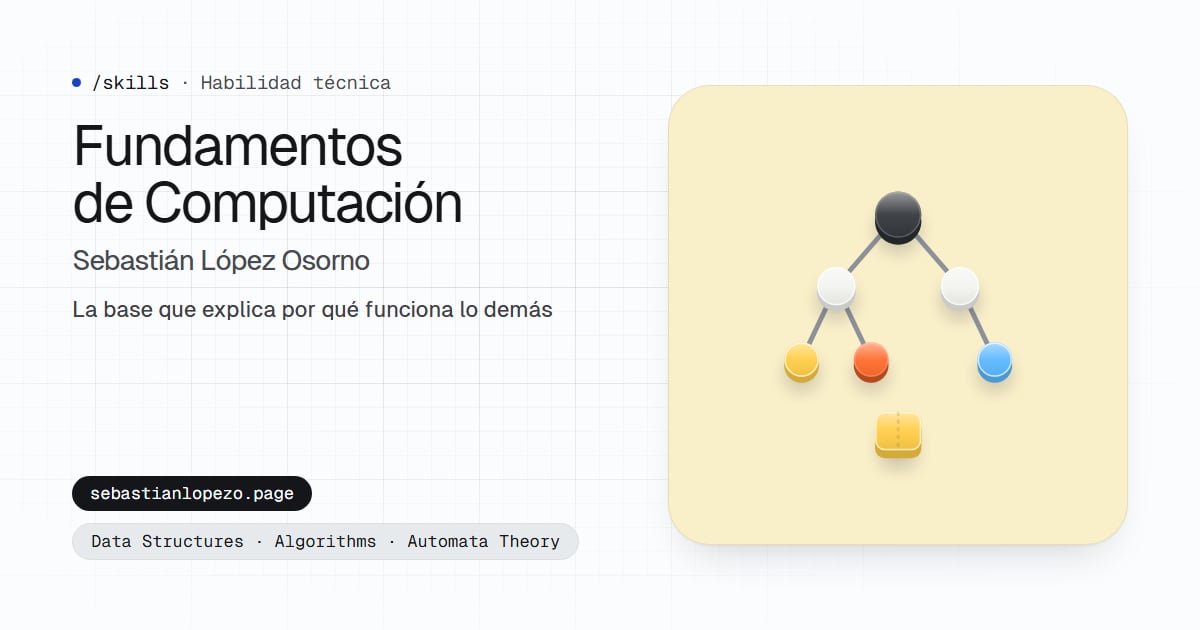 /skills · Habilidad técnica
Fundamentos
de Computación
Sebastián López Osorno
La base que explica por qué funciona lo demás
sebastianlopezo.page
Data Structures · Algorithms · Automata Theory